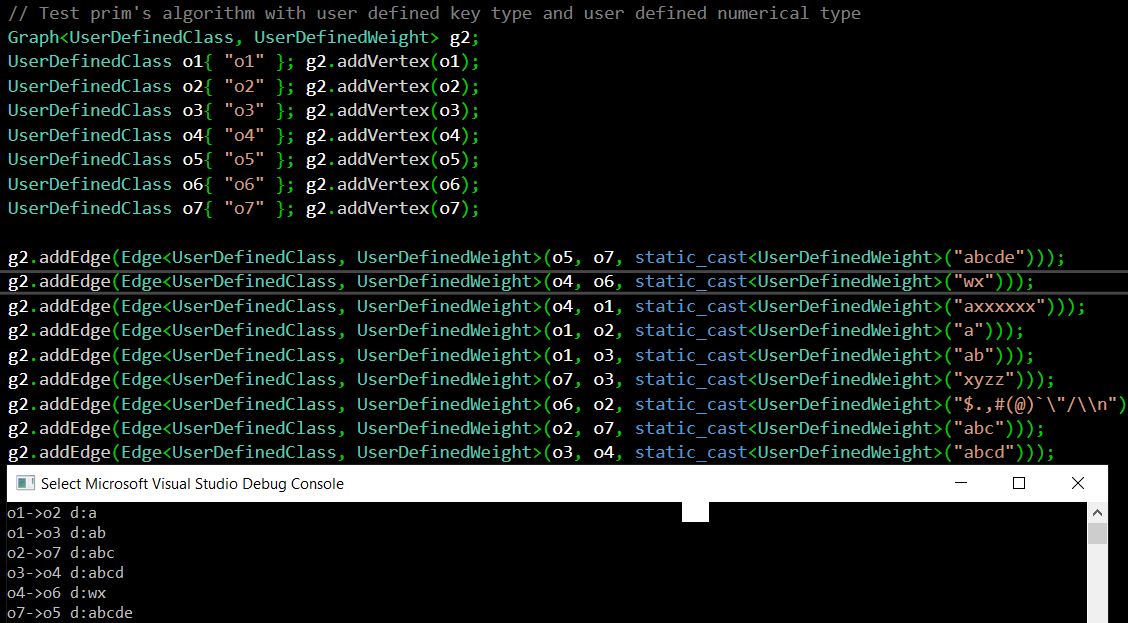 // Test prim's algorithm with user defined key type and user defined numerical type
Graph<UserDefinedClass, UserDefinedWeight> g2;
UserDefinedClass o1{ "o1" }; g2.addVertex(o1);
UserDefinedClass o2{ "o2" }; g2.addVertex(o2);
UserDefinedClass o3{ "o3" }; g2.addVertex(o3);
UserDefinedClass o4{ "o4" }; g2.addVertex(o4);
UserDefinedClass o5{ "o5" }; g2.addVertex(o5);
UserDefinedClass o6{ "o6" }; g2.addVertex(o6);
UserDefinedClass o7{ "o7" }; g2.addVertex(o7);
g2.addEdge(Edge<UserDefinedClass, UserDefinedWeight>(o5, o7, static_cast<UserDefinedWeight>("abcde")));
g2.addEdge(Edge<UserDefinedClass, UserDefinedWeight>(o4, o6, static_cast<UserDefinedWeight>("wx")));
g2.addEdge(Edge<UserDefinedClass, UserDefinedWeight>(o4, o1, static_cast<UserDefinedWeight>("axxxxxx")));
g2.addEdge(Edge<UserDefinedClass, UserDefinedWeight>(o1, o2, static_cast<UserDefinedWeight>("a")));
g2.addEdge(Edge<UserDefinedClass, UserDefinedWeight>(o1, o3, static_cast<UserDefinedWeight>("ab")));
g2.addEdge(Edge<UserDefinedClass, UserDefinedWeight>(o7, o3, static_cast<UserDefinedWeight>("xyzz")));
g2.addEdge(Edge<UserDefinedClass, UserDefinedWeight>(o6, o2, static_cast<UserDefinedWeight>("$.,#(@)`\"/\\n")
g2.addEdge(Edge<UserDefinedClass, UserDefinedWeight>(o2, o7, static_cast<UserDefinedWeight>("abc")));
g2.addEdge(Edge<UserDefinedClass, UserDefinedWeight>(o3, o4, static_cast<UserDefinedWeight>("abcd")));
Select Microsoft Visual Studio Debug Console
o1->o2 d:a
o1->o3 d:ab
o2->o7 d:abc
o3->o4 d:abcd
o4->o6 d:wx
o7->o5 d:abcde